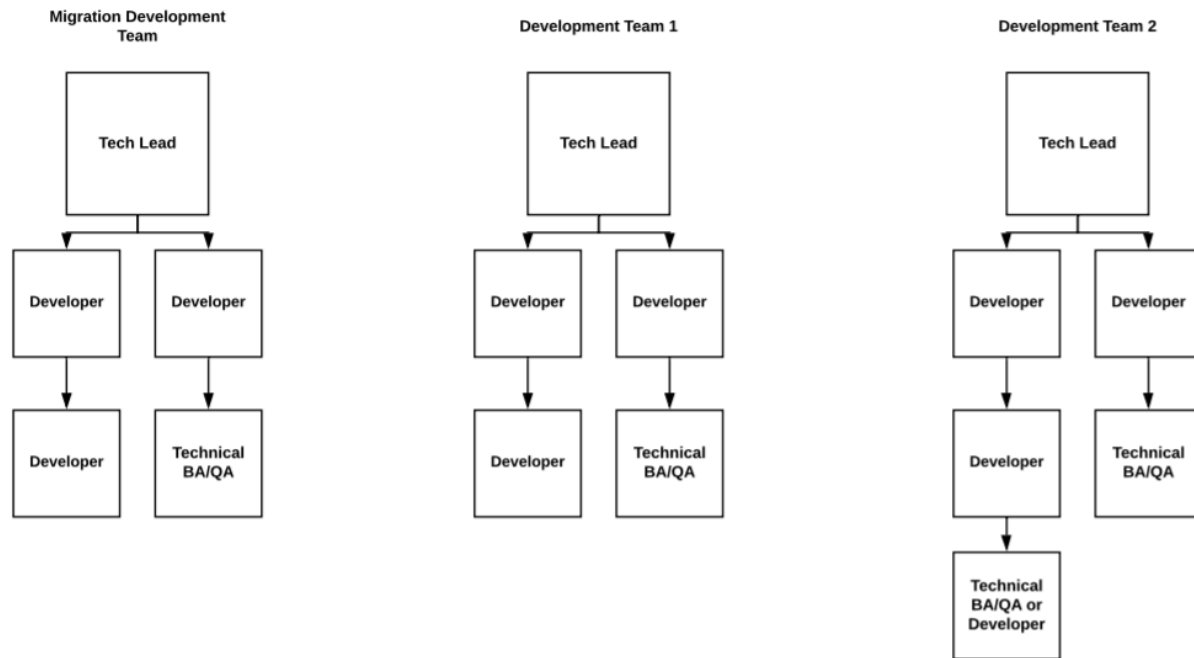 Migration Development
Team
Development Team 1
Development Team 2
Tech Lead
Tech Lead
Tech Lead
Developer
Developer
Developer
Developer
Developer
Developer
Developer
Technical
BA/QA
Developer
Technical
BA/QA
Developer
Technical
BA/QA
Technical
BA/QA or
Developer